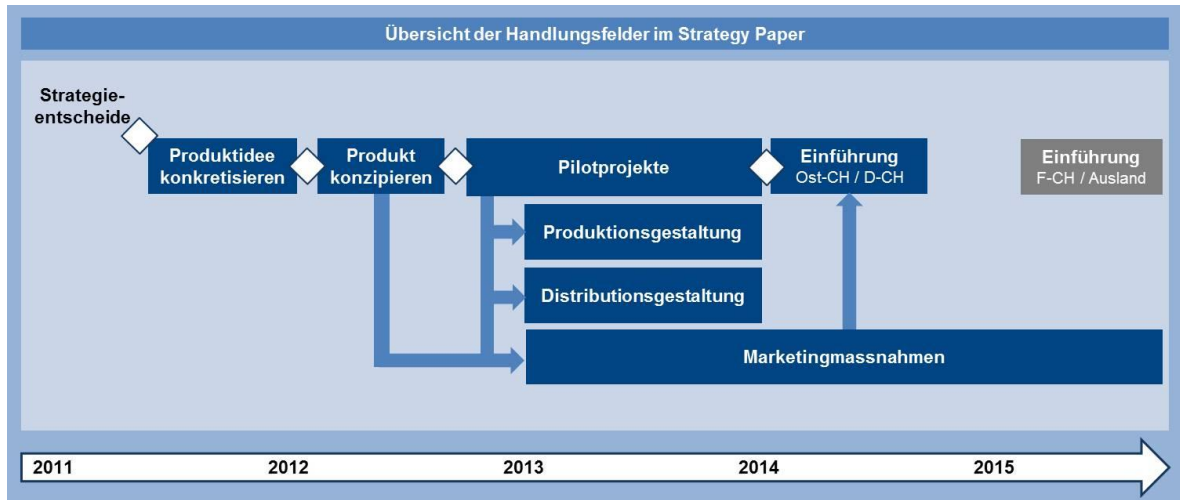 Übersicht der Handlungsfelder im Strategy Paper
Strategie-
entscheide
Produktidee
konkretisieren
Produkt
konzipieren
Pilotprojekte
Einführung
Ost-CH / D-CH
Einführung
F-CH / Ausland
Produktionsgestaltung
Distributionsgestaltung
Marketingmassnahmen
2011 2012 2013 2014 2015